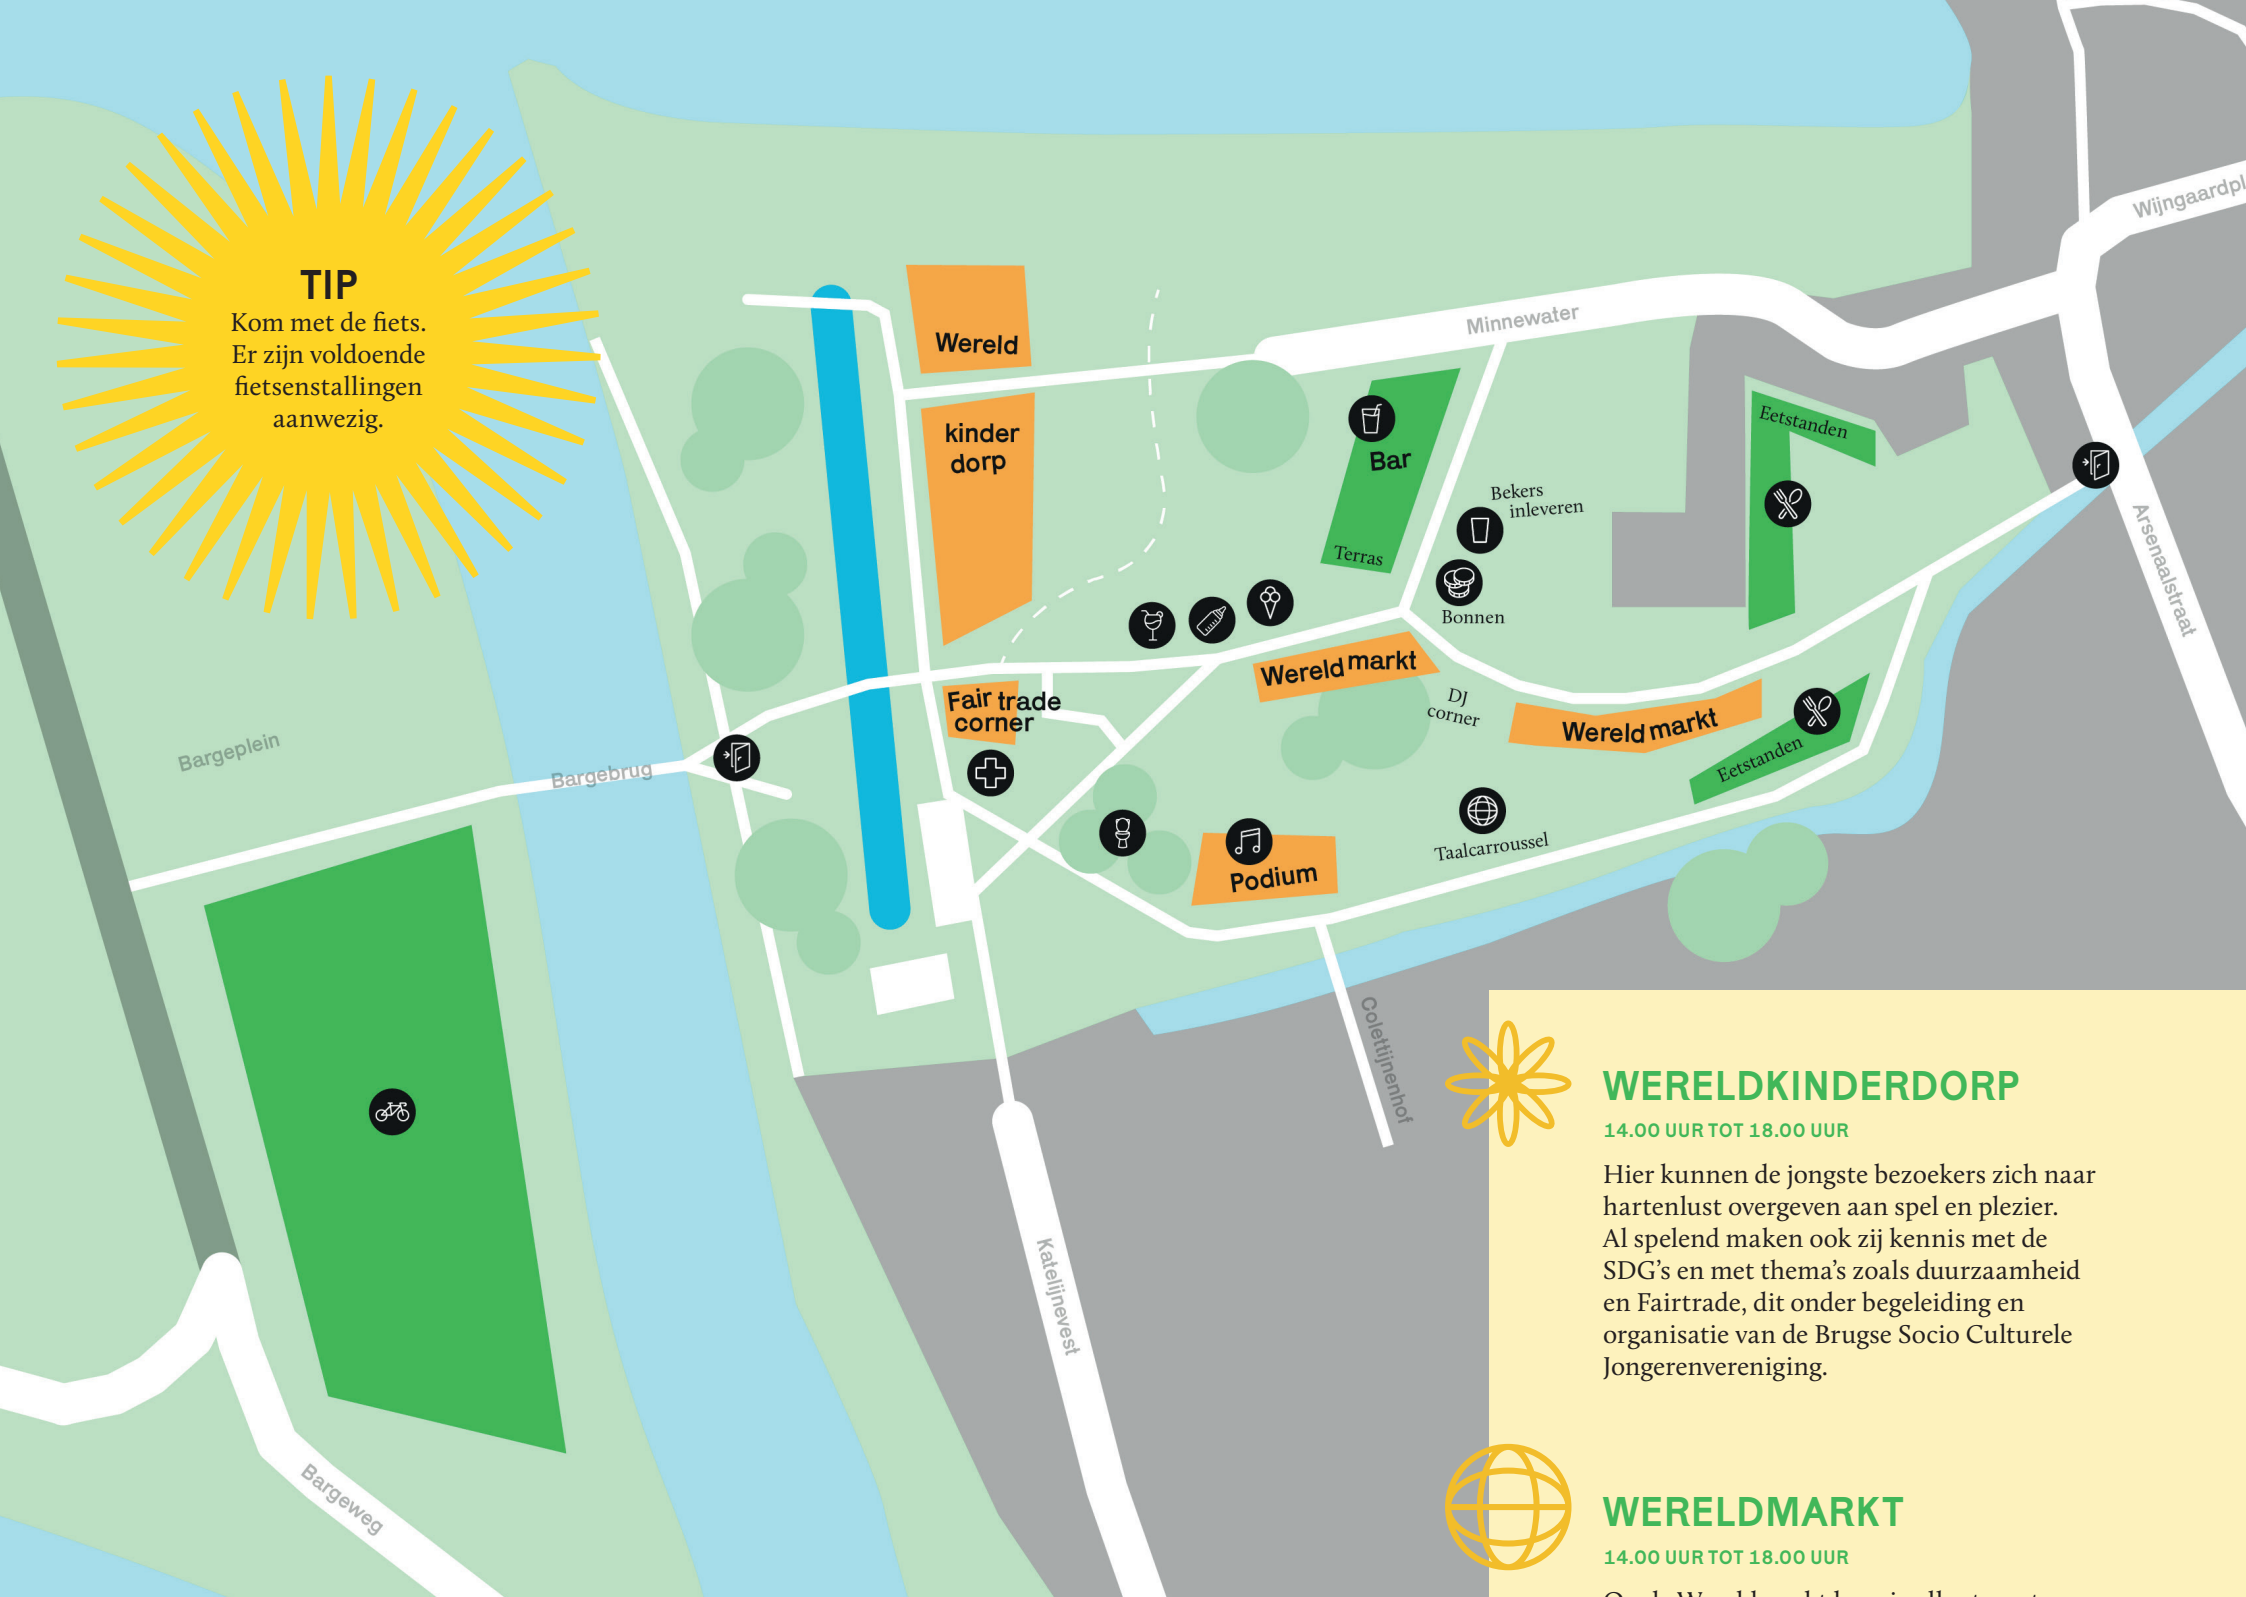 TIP
Kom met de fiets.
Er zijn voldoende
fietsenstallingen
aanwezig.
Wijngaardpl
Minnewater
Wereld
kinder
dorp
Bar
Terras
Bekers
inleveren
Bonnen
Eetstanden
Arsenaalstraat
Wereld markt
DJ
corner
Wereld markt
Eetstanden
Fair trade
corner
Bargeplein
Bargebrug
Podium
Taalcarroussel
Colettijnenhof
Katelijnevest
Bargeweg
WERELDKINDERDORP
14.00 UUR TOT 18.00 UUR
Hier kunnen de jongste bezoekers zich naar
hartenlust overgeven aan spel en plezier.
Al spelend maken ook zij kennis met de
SDG’s en met thema’s zoals duurzaamheid
en Fairtrade, dit onder begeleiding en
organisatie van de Brugse Socio Culturele
Jongerenvereniging.
WERELDMARKT
14.00 UUR TOT 18.00 UUR